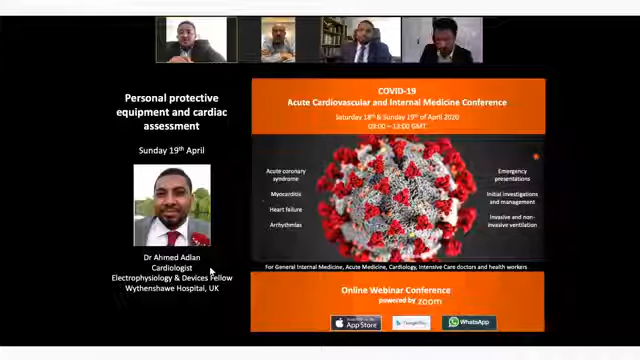 Personal protective
equipment and cardiac
assessment
Sunday 19th April
Dr Ahmed Adlan
Cardiologist
Electrophysiology & Devices Fellow
Wythenshawe Hospital, UK
COVID-19
Acute Cardiovascular and Internal Medicine Conference
Saturday 18th & Sunday 19th of April 2020
09:00 – 13:00 GMT
Acute coronary
syndrome
Myocarditis
Heart failure
Arrhythmias
Emergency
presentations
Initial investigations
and management
Invasive and non-
invasive ventilation
For General Internal Medicine, Acute Medicine, Cardiology, Intensive Care doctors and health workers
Online Webinar Conference
powered by zoom
App Store
WhatsApp